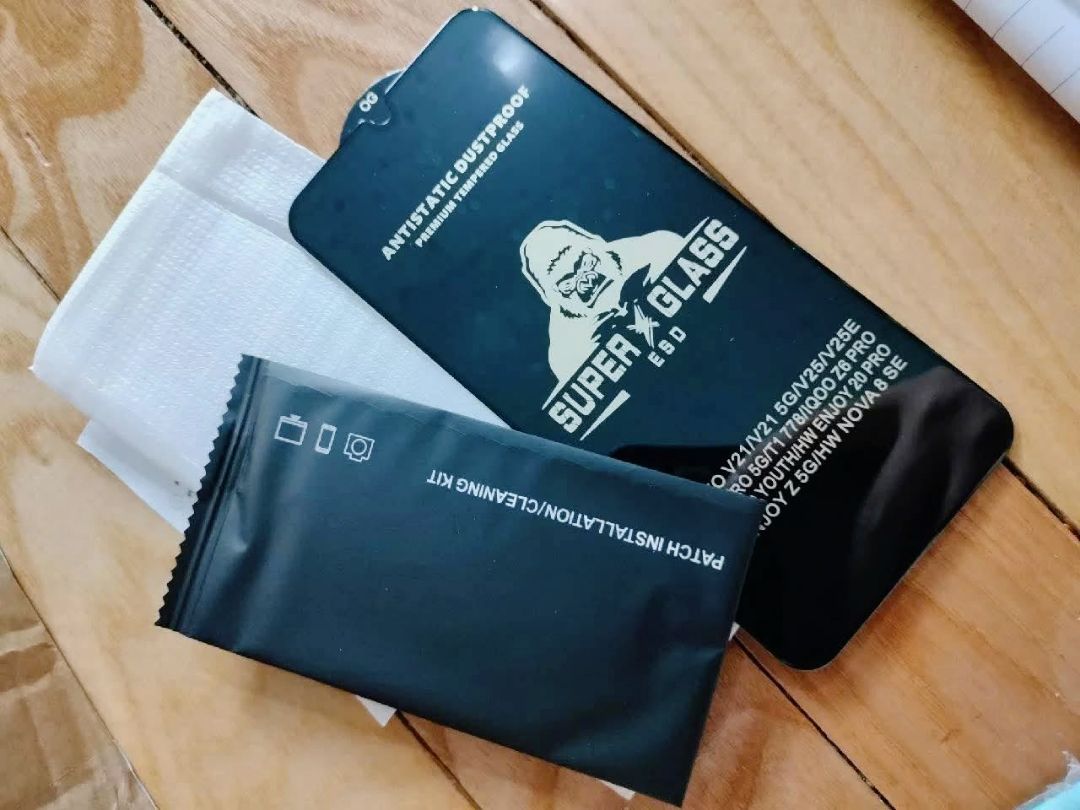 OG
ANTISTATIC DUSTPROOF
PREMIUM TEMPERED GLASS
SUPER X GLASS
ESD
V21/V21 5G/V25/V25E
5G/T1 778/IQOO Z6 PRO
YOUTH/HW ENJOY 20 PRO
Z 5G/HW NOVA 8 SE
PATCH INSTALLATION/CLEANING KIT